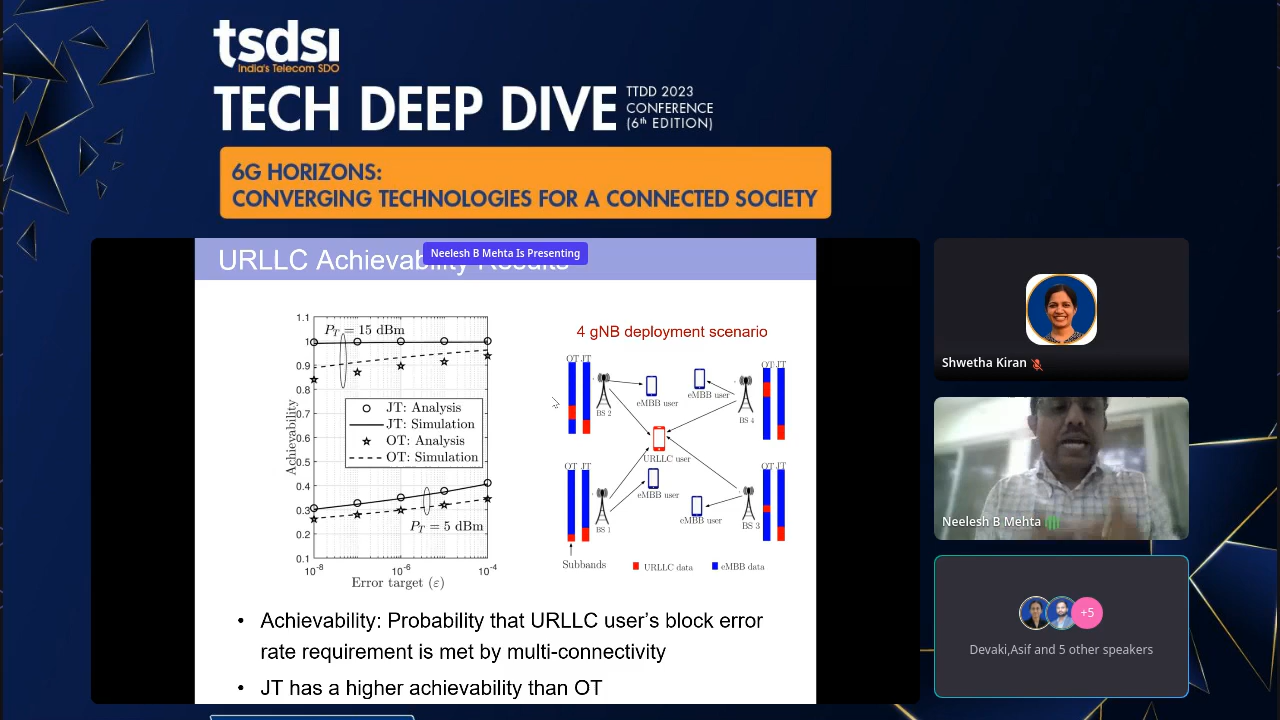 tsdsi
India's Telecom SDO
TECH DEEP DIVE
TTDD 2023
CONFERENCE
(6th EDITION)
6G HORIZONS:
CONVERGING TECHNOLOGIES FOR A CONNECTED SOCIETY
URLLC Achievability Results
Neelesh B Mehta Is Presenting
1.1
1
0.9
0.8
0.7
0.6
0.5
0.4
0.3
0.2
0.1
Achievability
P_T = 15 dBm
JT: Analysis
JT: Simulation
OT: Analysis
OT: Simulation
P_T = 5 dBm
10^-8
10^-6
10^-4
Error target (ε)
4 gNB deployment scenario
OT JT
BS 2
eMBB user
eMBB user
BS 4
OT JT
URLLC user
OT JT
BS 1
eMBB user
eMBB user
BS 3
OT JT
Subbands
URLLC data
eMBB data
• Achievability: Probability that URLLC user's block error
rate requirement is met by multi-connectivity
• JT has a higher achievability than OT
Shwetha Kiran
Neelesh B Mehta
+5
Devaki,Asif and 5 other speakers